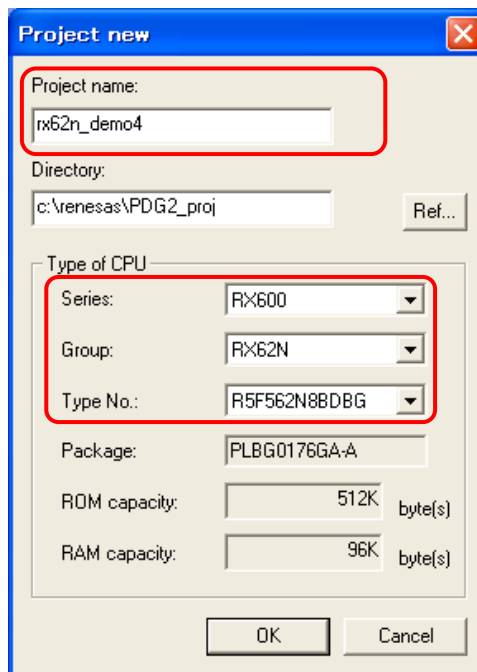 Project new
Project name:
rx62n_demo4
Directory:
c:\renesas\PDG2_proj
Ref...
Type of CPU
Series: RX600
Group: RX62N
Type No.: R5F562N8BDBG
Package: PLBG0176GA-A
ROM capacity: 512K byte(s)
RAM capacity: 96K byte(s)
OK Cancel